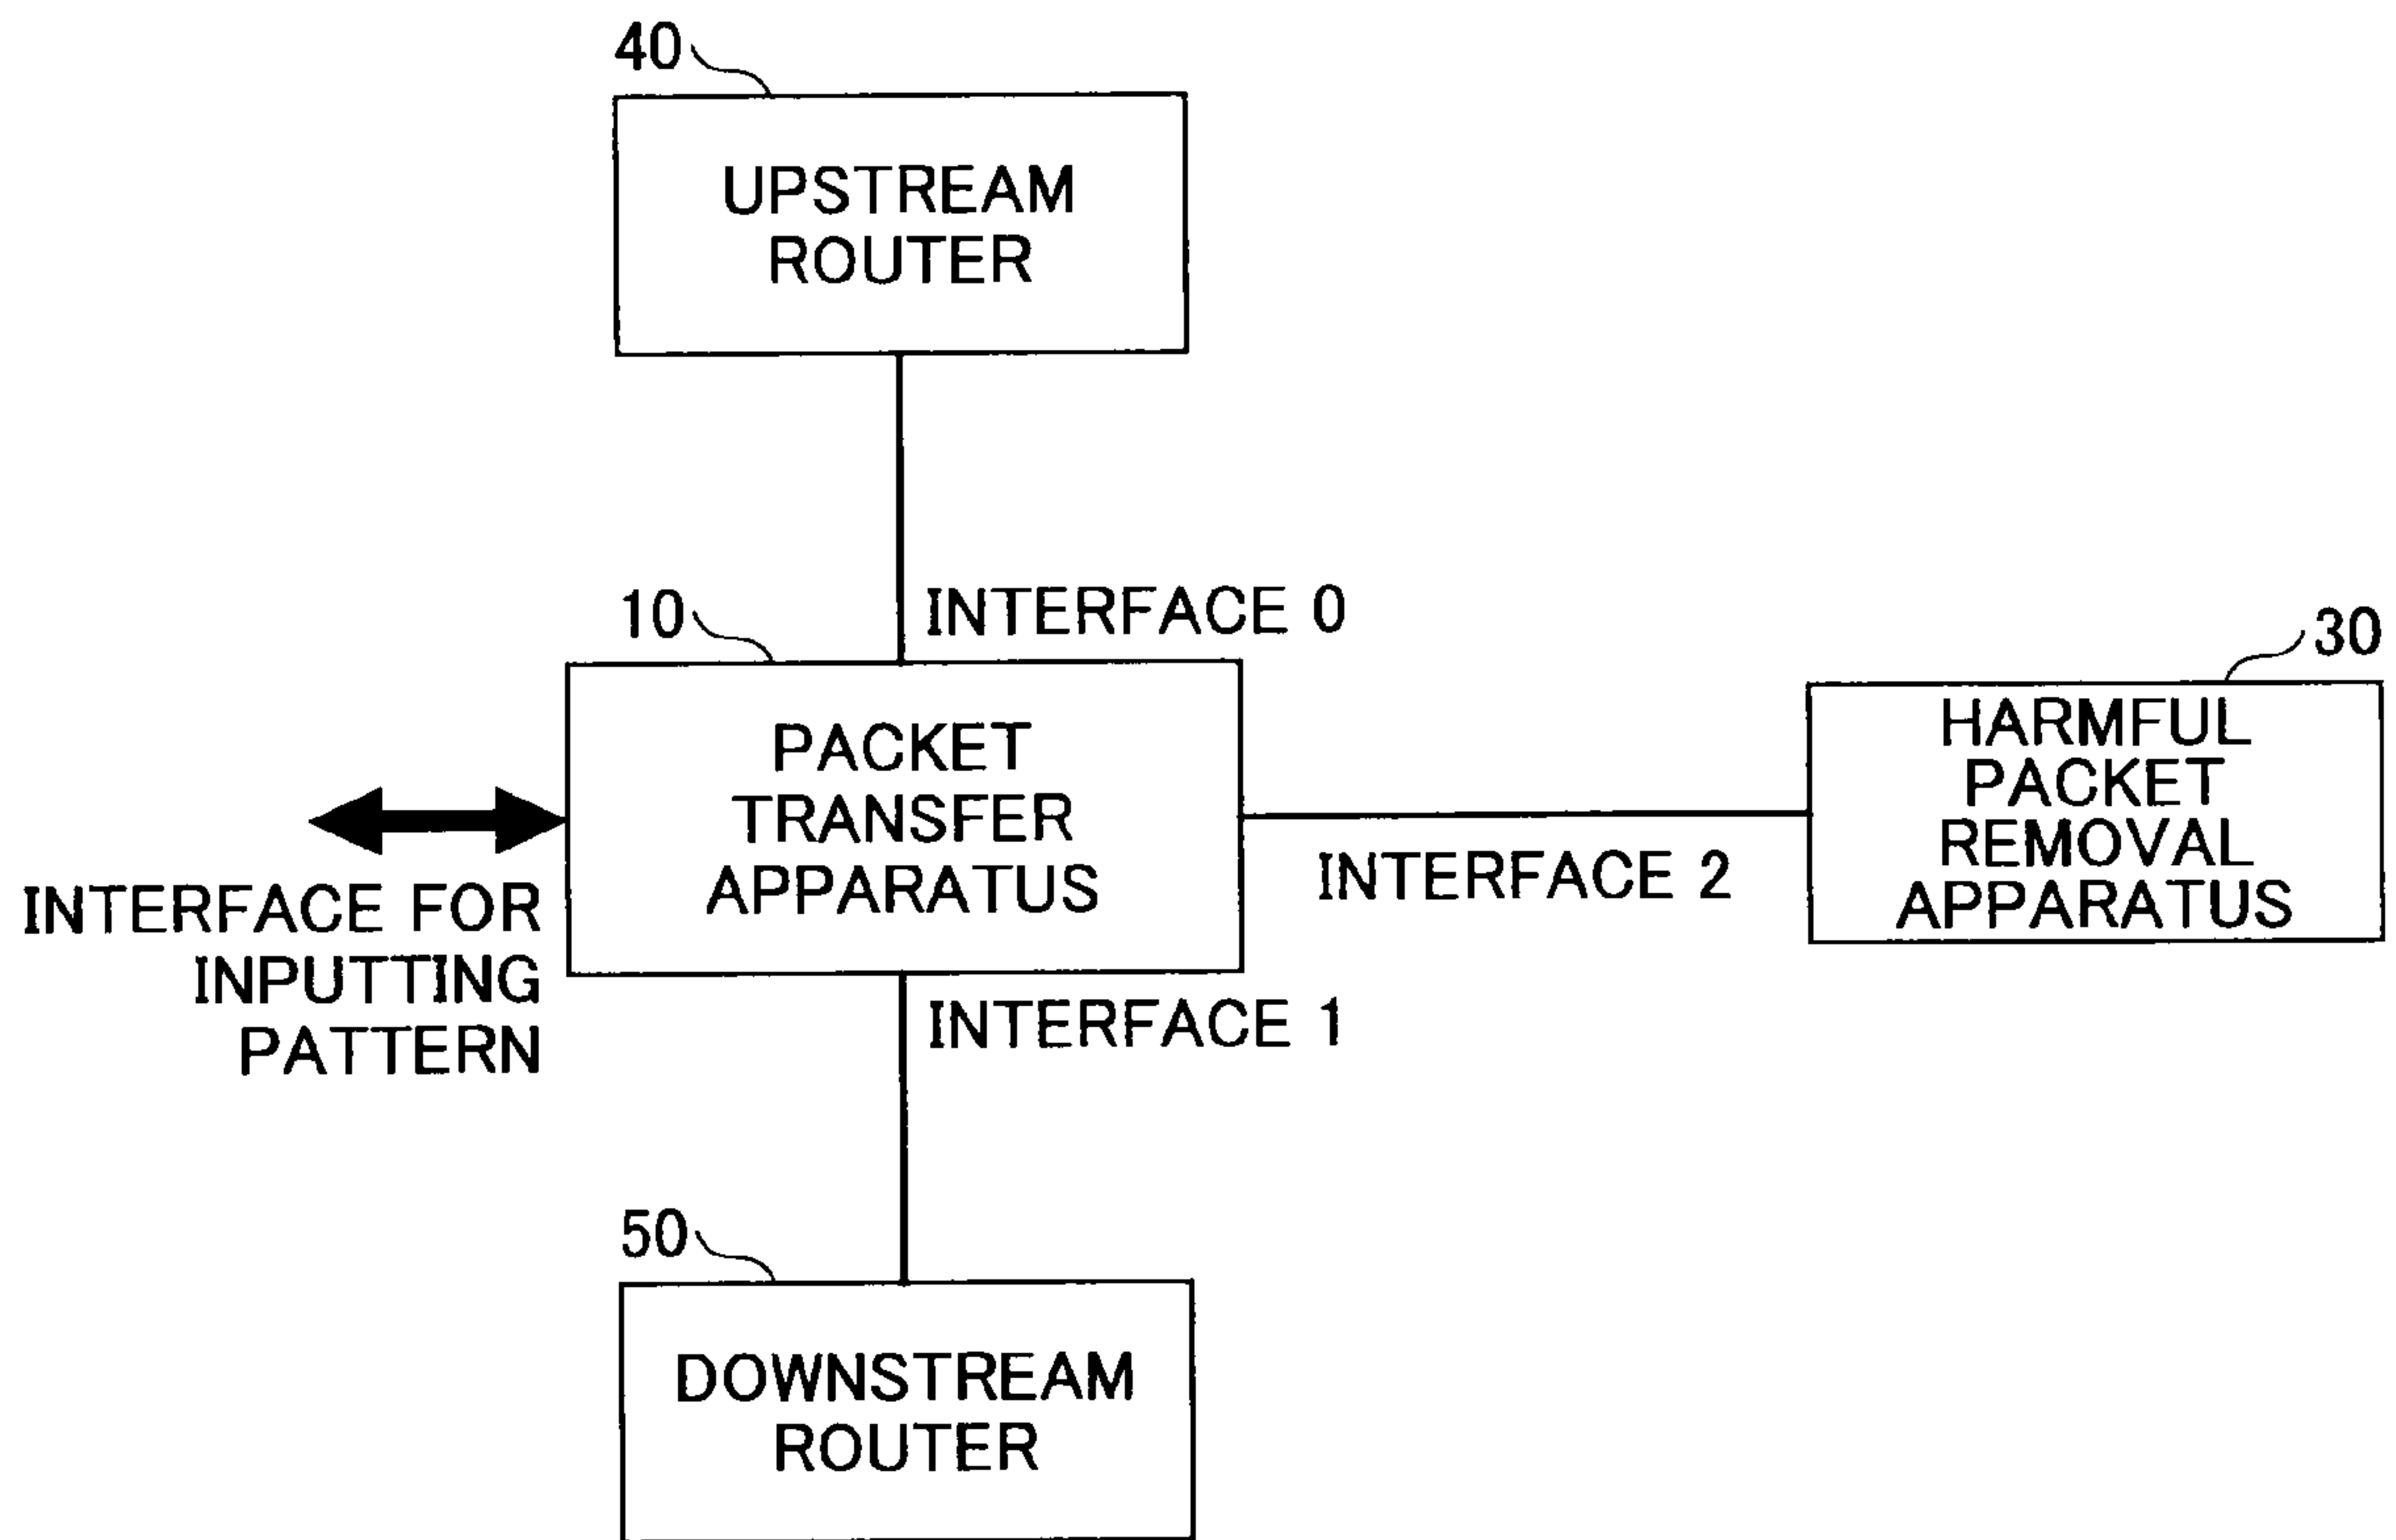 40
UPSTREAM
ROUTER
10
INTERFACE 0
30
PACKET
TRANSFER
APPARATUS
HARMFUL
PACKET
REMOVAL
APPARATUS
INTERFACE 2
INTERFACE FOR
INPUTTING
PATTERN
INTERFACE 1
50
DOWNSTREAM
ROUTER